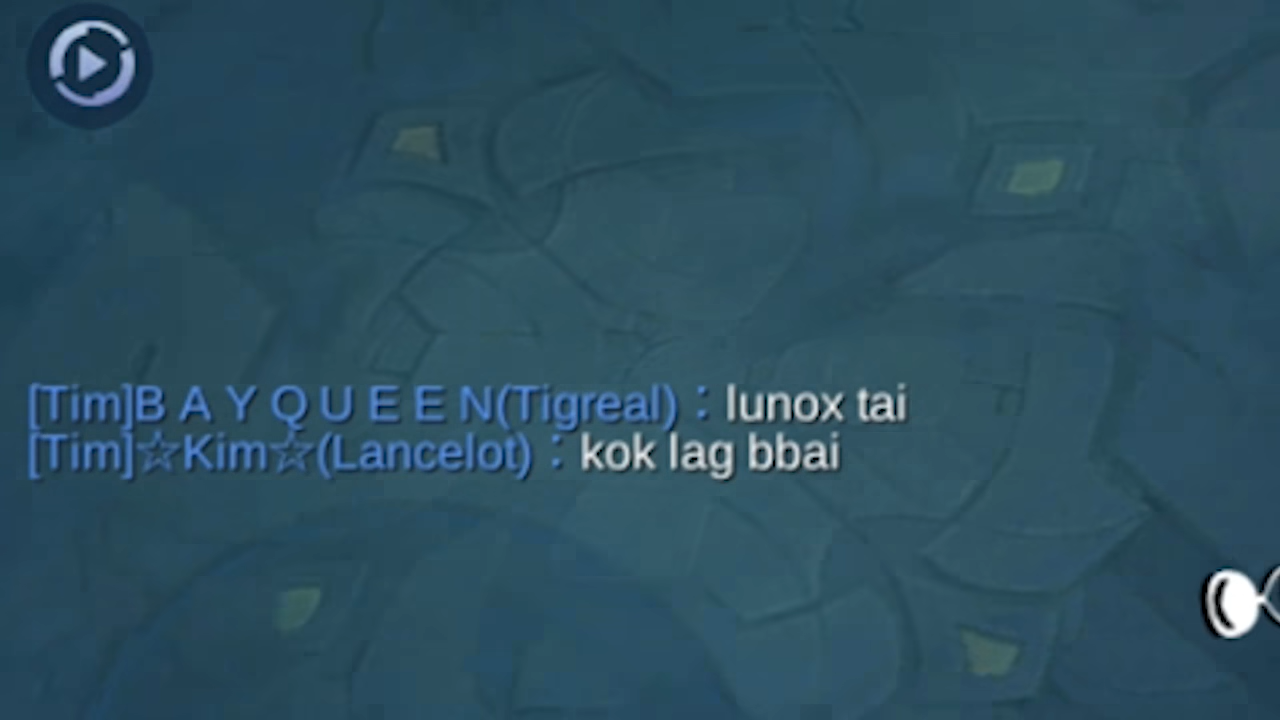 [Tim]B A Y Q U E E N(Tigreal) : lunox tai
[Tim]☆Kim☆(Lancelot) : kok lag bbai